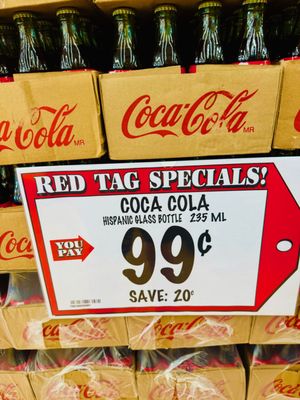 Coca-Cola
MR
Coca-Cola
MR
RED TAG SPECIALS!
COCA COLA
HISPANIC GLASS BOTTLE 235 ML
YOU
PAY
99¢
SAVE: 20¢